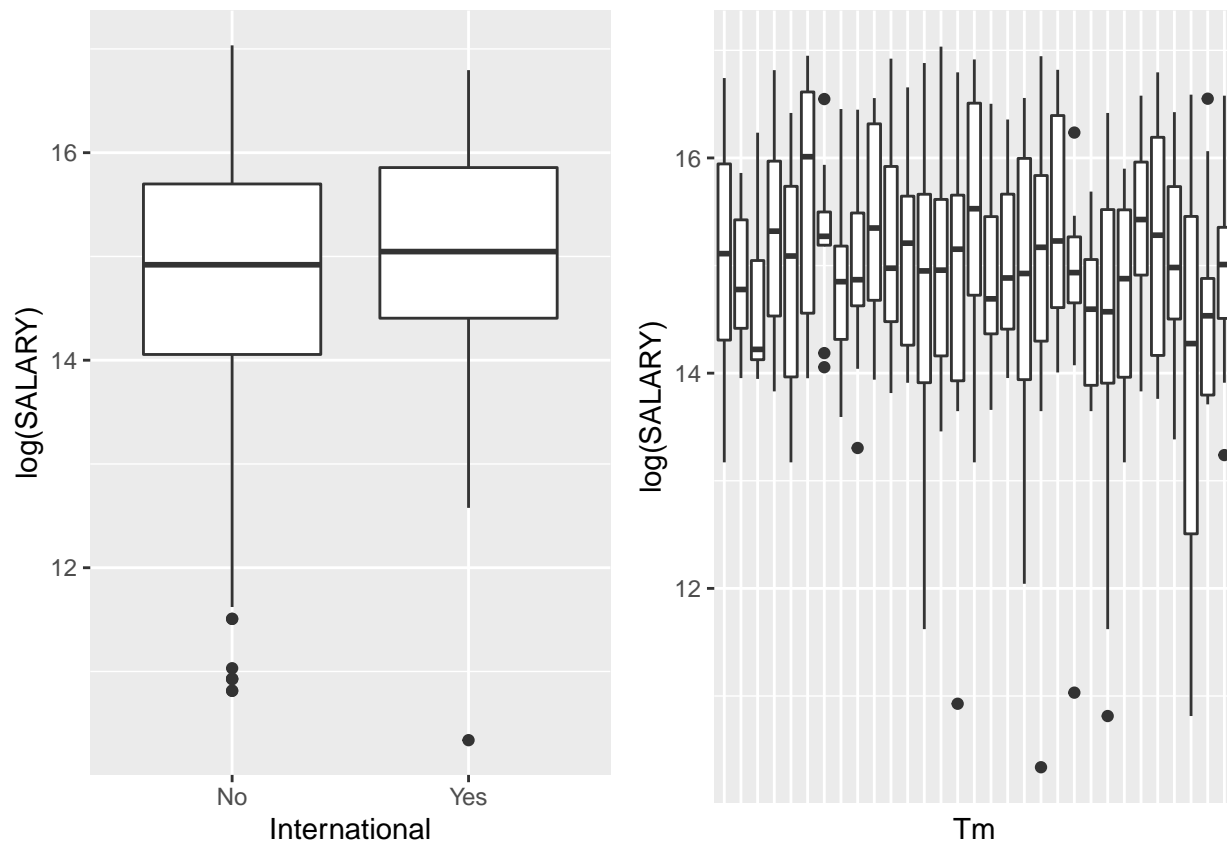 16
14
12
log(SALARY)
No
Yes
International
16
14
12
log(SALARY)
Tm